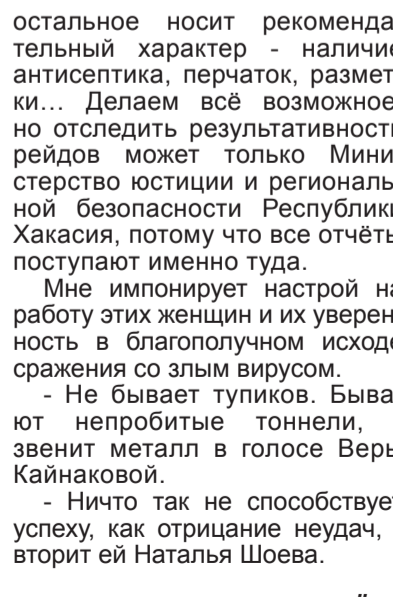 остальное носит рекоменда
тельный характер - наличие
антисептика, перчаток, размет
ки… Делаем всё возможное
но отследить результативность
рейдов может только Мини
стерство юстиции и региональ
ной безопасности Республики
Хакасия, потому что все отчёты
поступают именно туда.
Мне импонирует настрой на
работу этих женщин и их уверен
ность в благополучном исходе
сражения со злым вирусом.
- Не бывает тупиков. Быва
ют непробитые тоннели,
звенит металл в голосе Веры
Кайнаковой.
- Ничто так не способствует
успеху, как отрицание неудач,
вторит ей Наталья Шоева.